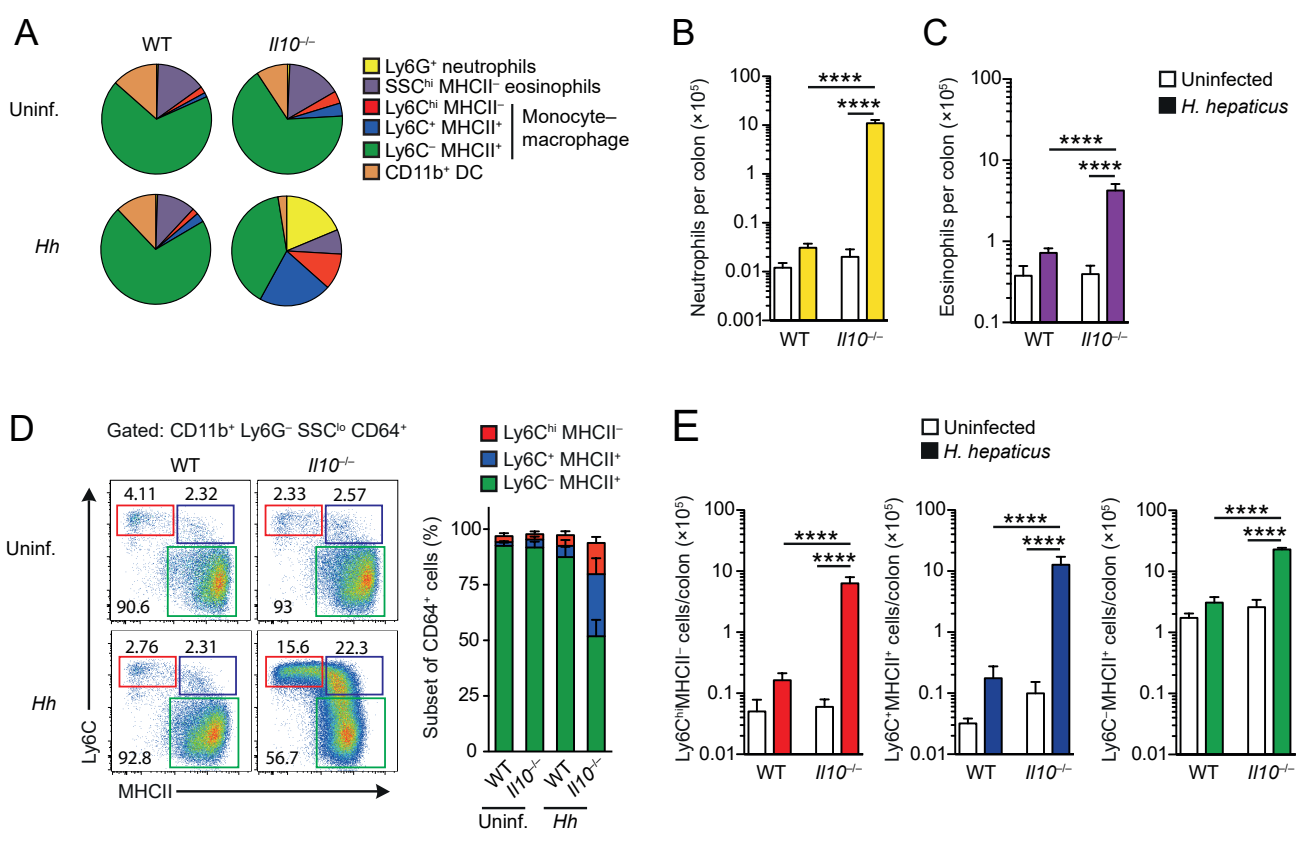 A
WT
Il10–/–
Uninf.
Hh
Ly6G+ neutrophils
SSChi MHCII– eosinophils
Ly6Chi MHCII–
Ly6C+ MHCII+
Ly6C– MHCII+
Monocyte–
macrophage
CD11b+ DC
B
Neutrophils per colon (×10⁵)
100
10
1
0.1
0.01
0.001
****
****
WT
Il10–/–
C
Eosinophils per colon (×10⁵)
100
10
1
0.1
****
****
WT
Il10–/–
Uninfected
H. hepaticus
D
Gated: CD11b+ Ly6G– SSClo CD64+
WT
Il10–/–
Uninf.
4.11
2.32
90.6
2.33
2.57
93
Hh
2.76
2.31
92.8
15.6
22.3
56.7
Ly6C
MHCII
Ly6Chi MHCII–
Ly6C+ MHCII+
Ly6C– MHCII+
Subset of CD64+ cells (%)
100
75
50
25
0
WT
Il10–/–
WT
Il10–/–
Uninf.
Hh
E
Uninfected
H. hepaticus
Ly6ChiMHCII– cells/colon (×10⁵)
100
10
1
0.1
0.01
****
****
WT
Il10–/–
Ly6C+MHCII+ cells/colon (×10⁵)
100
10
1
0.1
0.01
****
****
WT
Il10–/–
Ly6C–MHCII+ cells/colon (×10⁵)
100
10
1
0.1
0.01
****
****
WT
Il10–/–